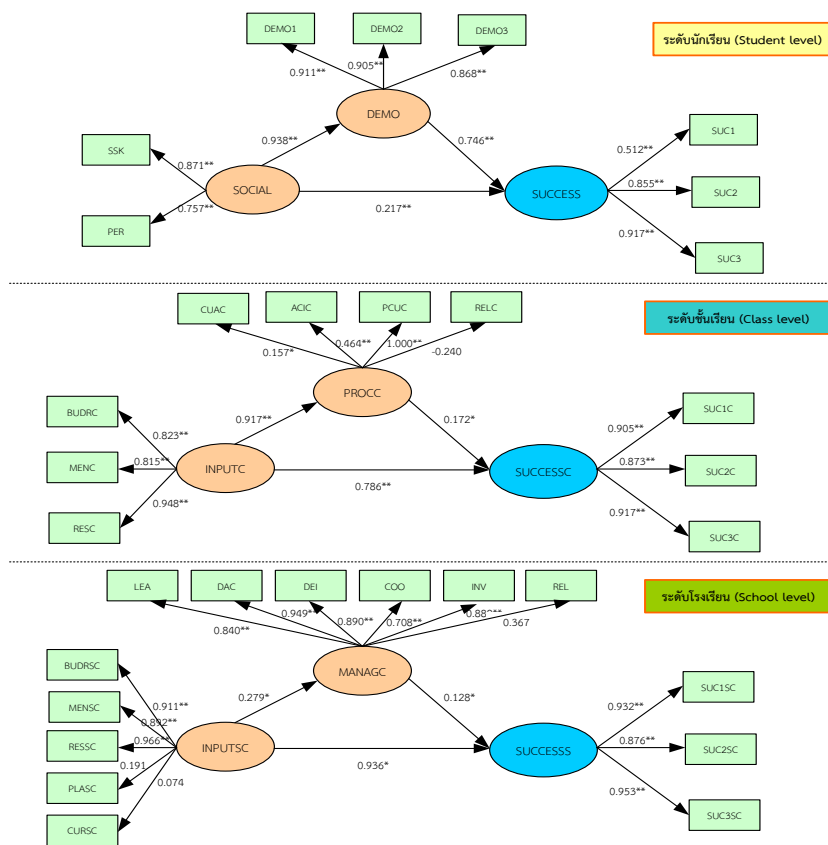 DEMO1
DEMO2
DEMO3
ระดับนักเรียน (Student level)
0.911**
0.905**
0.868**
DEMO
SUC1
SSK
0.938**
0.746**
0.512**
0.871**
SOCIAL
SUCCESS
0.855**
SUC2
0.757**
0.217**
PER
0.917**
SUC3
CUAC
ACIC
PCUC
RELC
ระดับชั้นเรียน (Class level)
0.157*
0.464**
1.000**
-0.240
PROCC
BUDRC
SUC1C
0.917**
0.172*
0.823**
0.905**
MENC
0.815**
INPUTC
SUCCESSC
0.873**
SUC2C
0.786**
0.948**
0.917**
RESC
SUC3C
LEA
DAC
DEI
COO
INV
REL
ระดับโรงเรียน (School level)
0.840**
0.949**
0.890**
0.708**
0.367
MANAGC
BUDRSC
SUC1SC
0.279*
0.128*
0.911**
0.932**
MENSC
0.892**
RESSC
0.966**
INPUTSC
SUCCESSS
0.876**
SUC2SC
0.936*
PLASC
0.191
0.074
0.953**
SUC3SC
CURSC